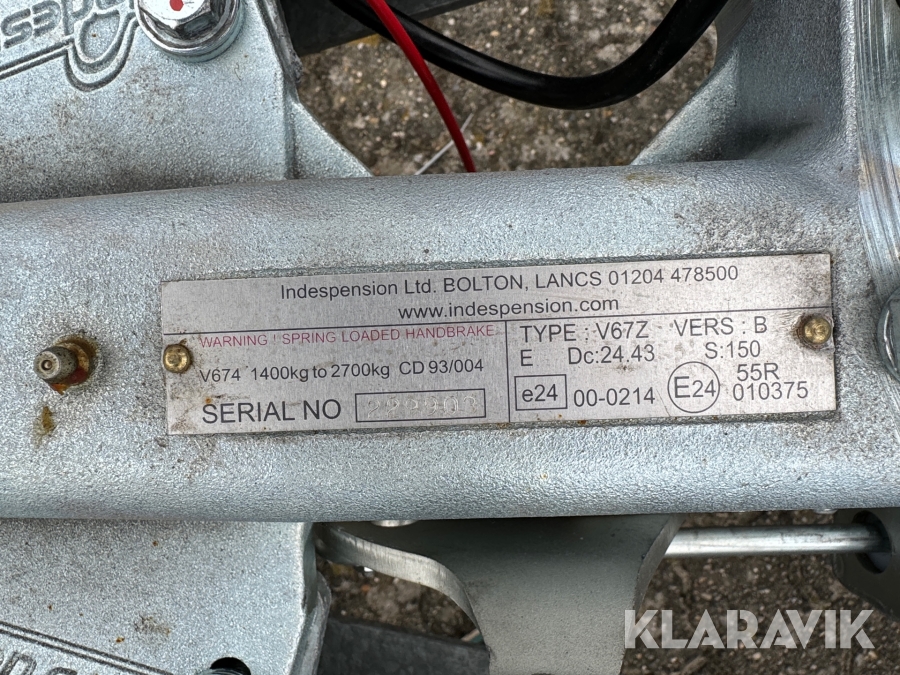 Indespension Ltd. BOLTON, LANCS 01204 478500
www.indespension.com
WARNING ! SPRING LOADED HANDBRAKE
V674 1400kg to 2700kg CD 93/004
SERIAL NO
TYPE : V67Z VERS : B
E Dc:24.43 S:150
e24 00-0214 E24 55R 010375
KLARAVIK